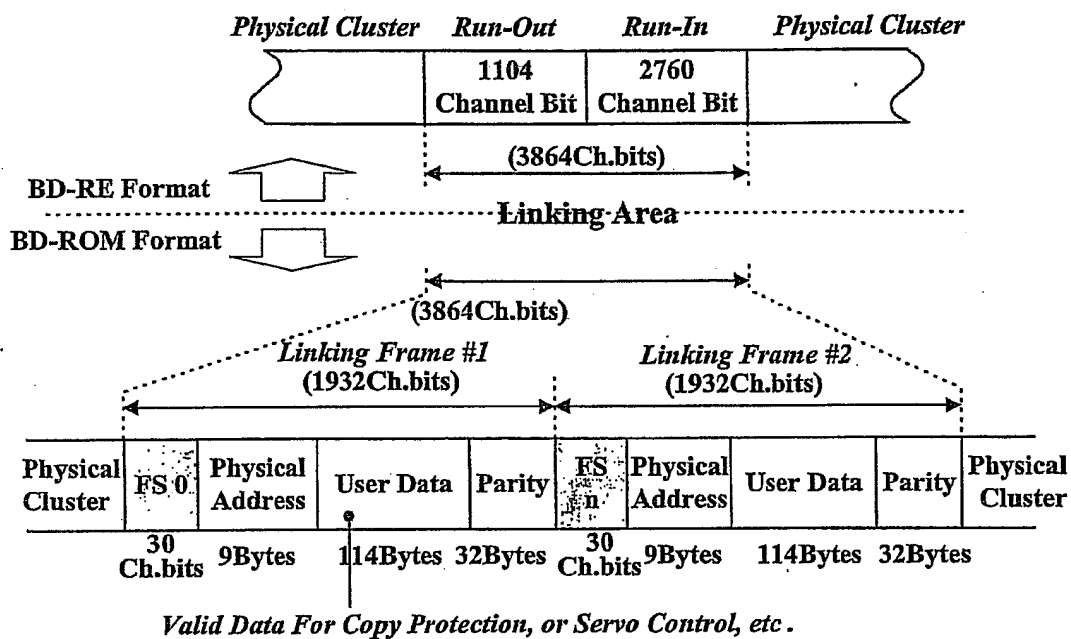 Physical Cluster Run-Out Run-In Physical Cluster
1104 2760
Channel Bit Channel Bit
(3864Ch.bits)
BD-RE Format
Linking Area
BD-ROM Format
(3864Ch.bits)
Linking Frame #1 Linking Frame #2
(1932Ch.bits) (1932Ch.bits)
Physical Physical FS Physical Physical
Cluster FS 0 Address User Data Parity n Address User Data Parity Cluster
30 30
Ch.bits 9Bytes 114Bytes 32Bytes Ch.bits 9Bytes 114Bytes 32Bytes
Valid Data For Copy Protection, or Servo Control, etc .